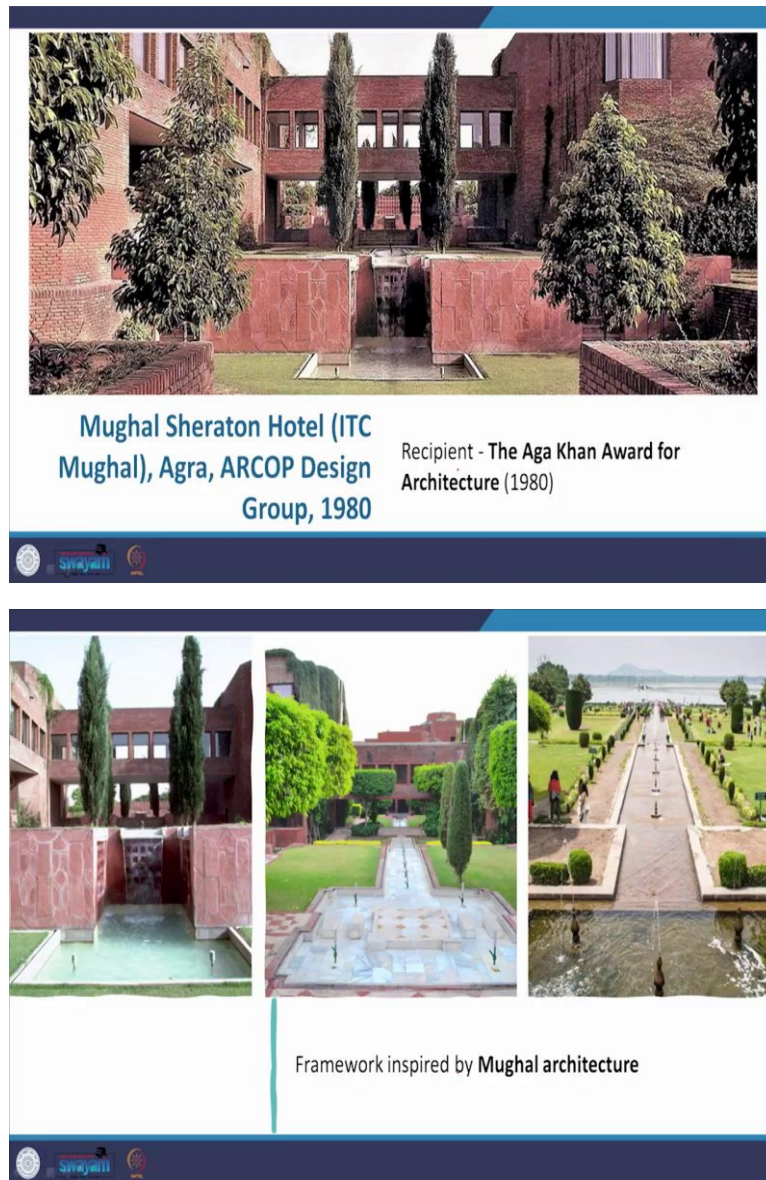 Mughal Sheraton Hotel (ITC
Mughal), Agra, ARCOP Design
Group, 1980
Recipient - The Aga Khan Award for
Architecture (1980)
swayam
Framework inspired by Mughal architecture
swayam